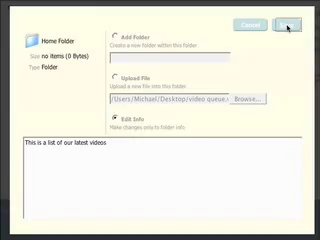 Cancel
Home Folder
Size no items (0 Bytes)
Type Folder
Add Folder
Create a new folder within this folder
Upload File
Upload a new file into this folder
/Users/Michael/Desktop/video queue.
Browse...
Edit Info
Make changes only to folder info
This is a list of our latest videos